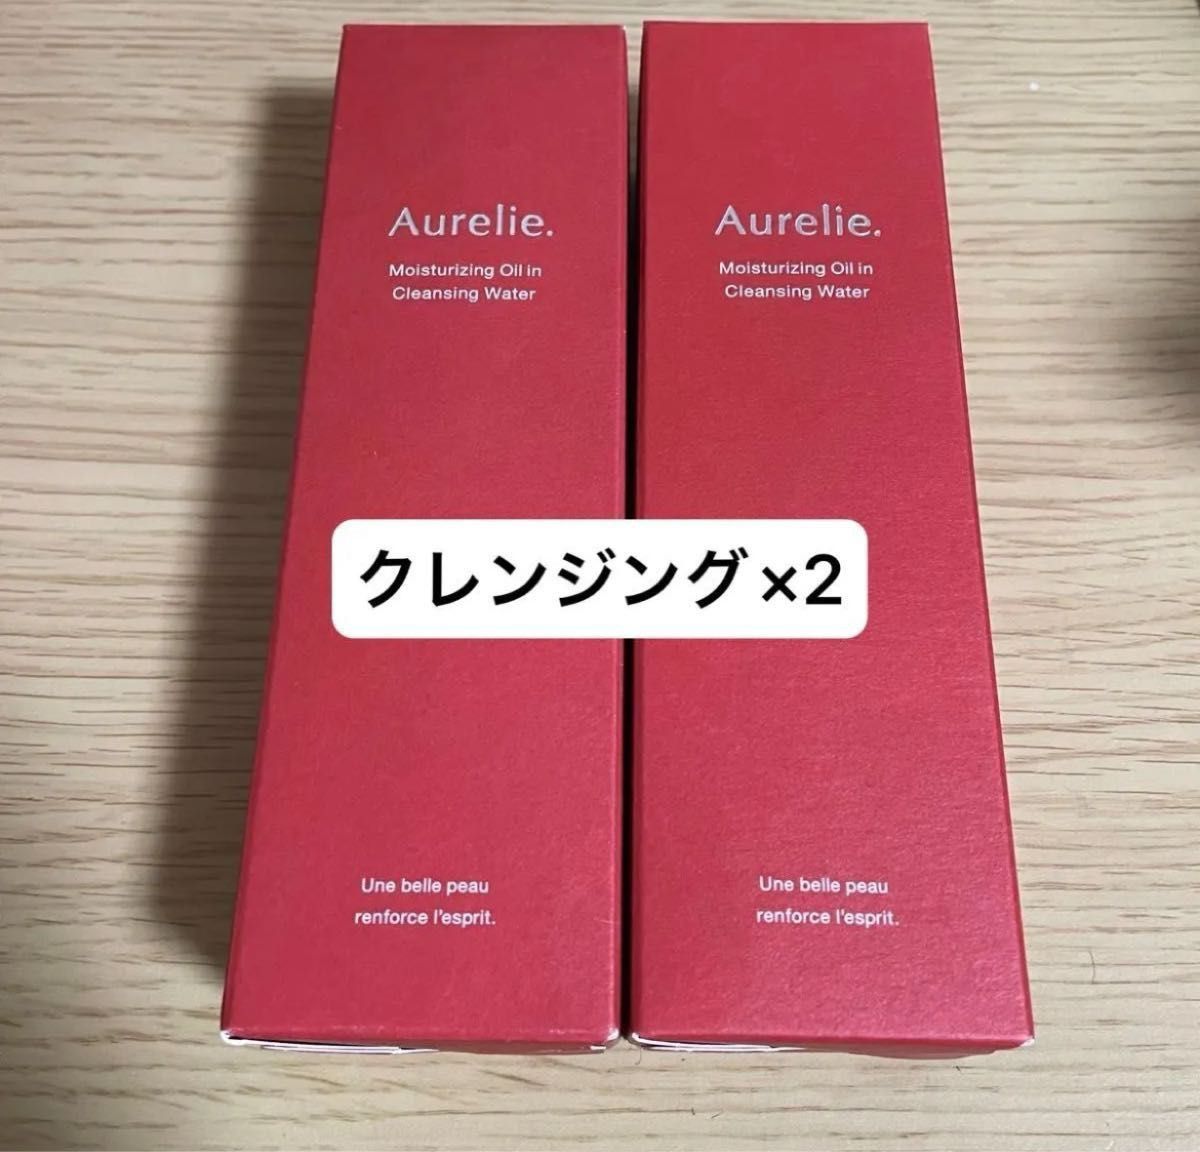 Aurelie.
Moisturizing Oil in
Cleansing Water
Une belle peau
renforce l'esprit.
Aurelie.
Moisturizing Oil in
Cleansing Water
Une belle peau
renforce l'esprit.
クレンジング×2